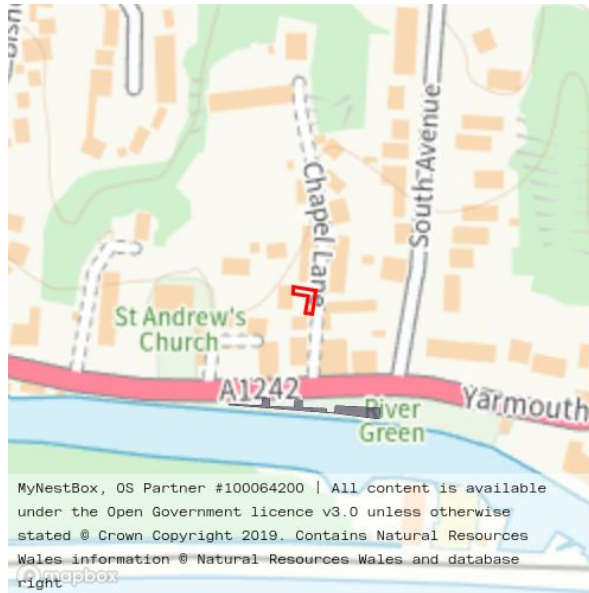 Chapel Lane
South Avenue
St Andrew's
Church
A1242
River
Green
Yarmouth
MyNestBox, OS Partner #100064200 | All content is available
under the Open Government licence v3.0 unless otherwise
stated © Crown Copyright 2019. Contains Natural Resources
Wales information © Natural Resources Wales and database
right
mapbox